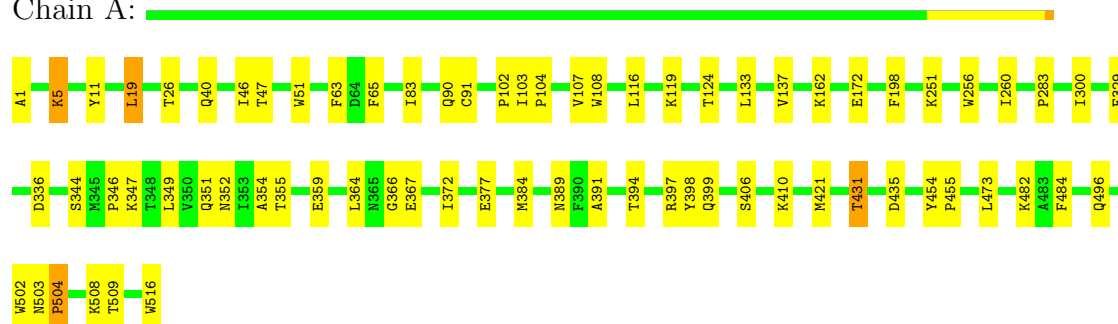 Chain A:
A1 K5 Y11 L19 T26 Q40 I46 T47 W51 F63 D64 F65 I83 Q90 C91 P102 I103 P104 V107 W108 L116 K119 T124 L133 V137 K162 E172 F198 K251 W256 I260 P283 I300
D336 S344 M345 P346 K347 T348 L349 V350 Q351 N352 I353 A354 T355 E359 L364 N365 G366 E367 I372 E377 M384 N389 F390 A391 T394 R397 Y398 Q399 S406 K410 M421 T431 D435 Y454 P455 L473 K482 A483 F484 Q496
W502 N503 P504 K508 T509 W516